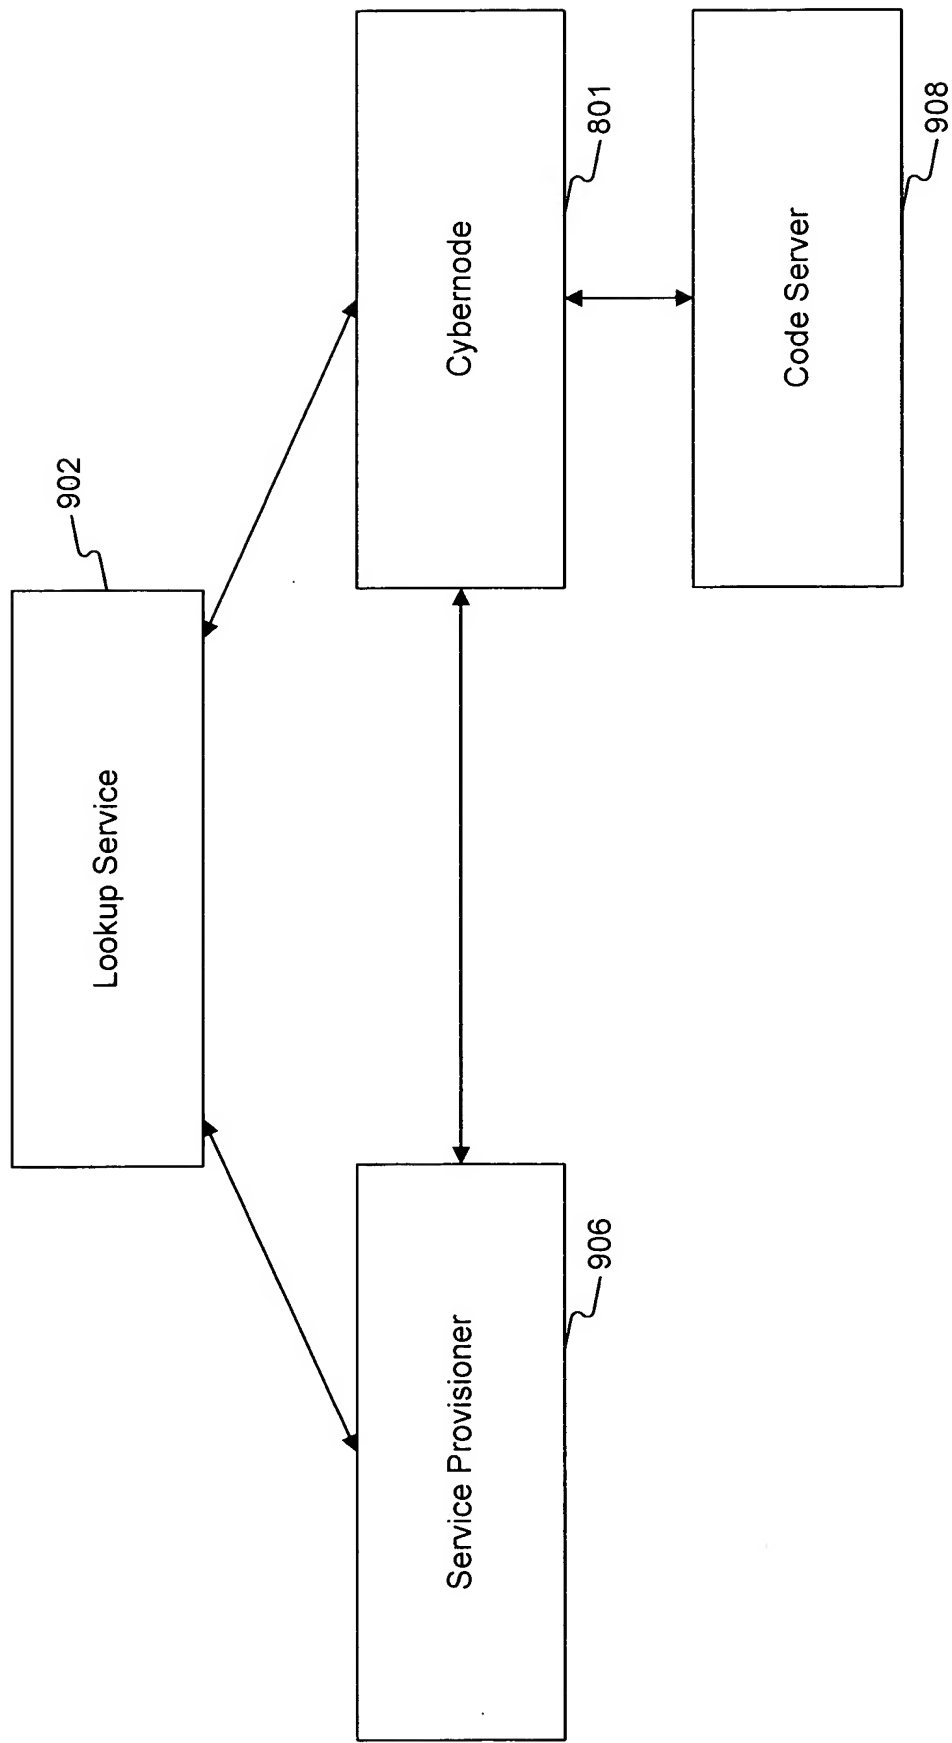 Lookup Service
902
Service Provisioner
906
Cybernode
801
Code Server
908